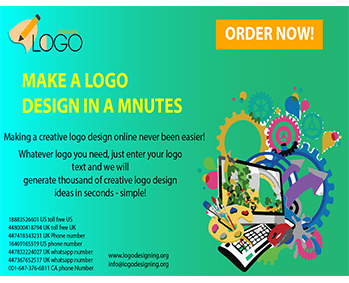 LOGO
ORDER NOW!
MAKE A LOGO
DESIGN IN A MNUTES
Making a creative logo design online never been easier!
Whatever logo you need, just enter your logo
text and we will
generate thousand of creative logo design
ideas in seconds - simple!
18883526601 US toll free US
448000418794 UK toll free UK
447418343231 UK Phone number
16469165519 US phone number
447832224027 UK whatsapp number
447367652517 UK whatsapp number
001-647-376-6811 CA phone Number
www.logodesigning.org
info@logodesigning.org